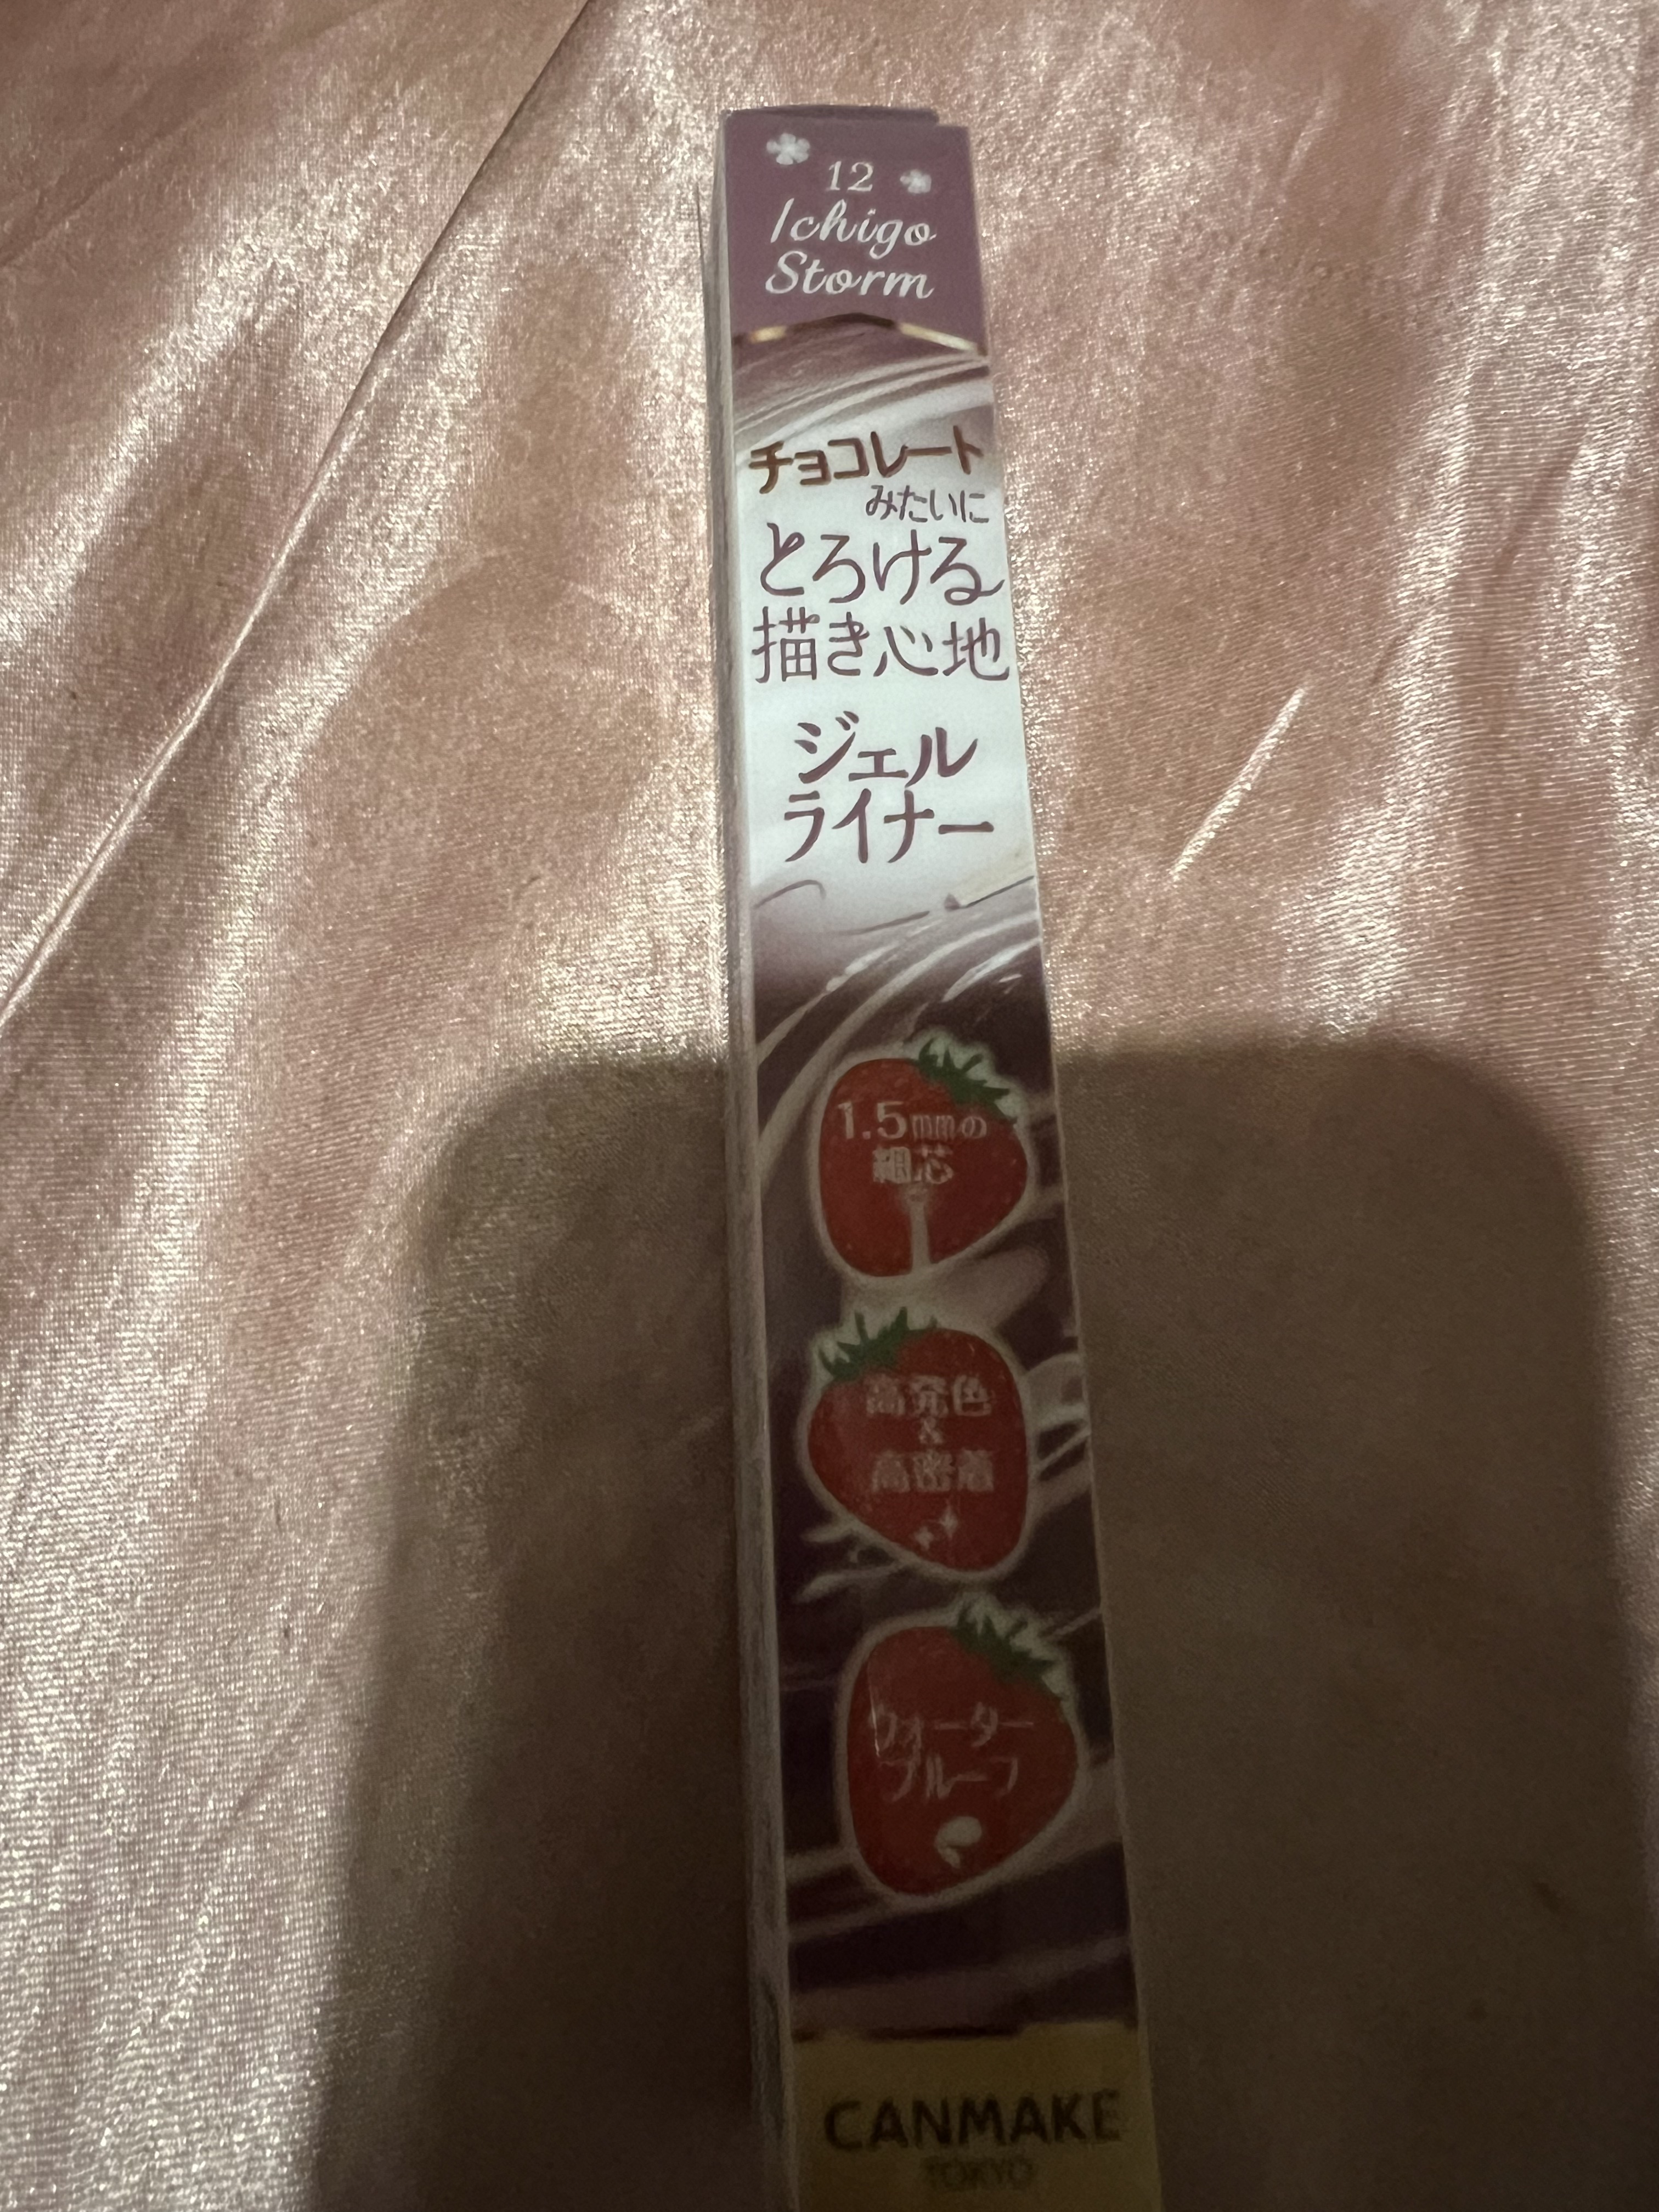 12
Ichigo
Storm
チョコレート
みたいに
とろける
描き心地
ジェル
ライナー
1.5mmの
細芯
高発色
&
高密着
ウォーター
プルーフ
CANMAKE
TOKYO